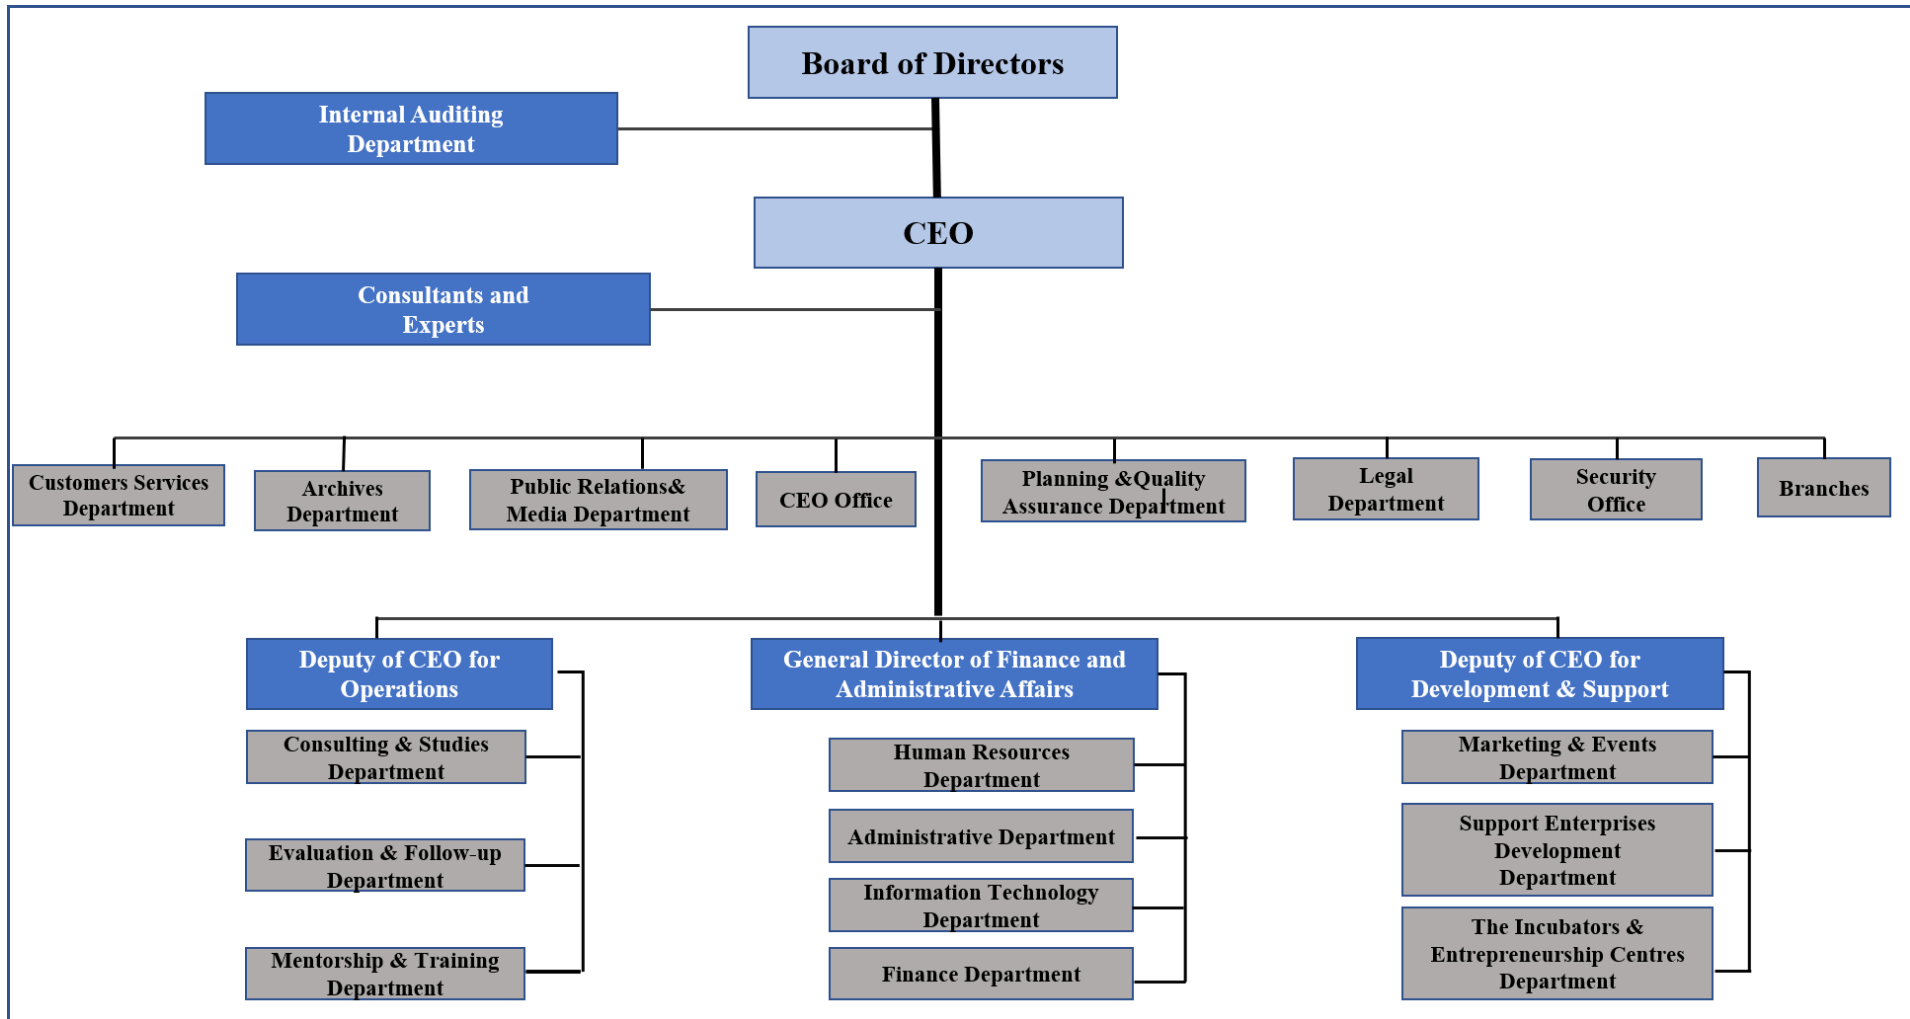 Board of Directors
Internal Auditing
Department
CEO
Consultants and
Experts
Customers Services
Department
Archives
Department
Public Relations&
Media Department
CEO Office
Planning &Quality
Assurance Department
Legal
Department
Security
Office
Branches
Deputy of CEO for
Operations
General Director of Finance and
Administrative Affairs
Deputy of CEO for
Development & Support
Consulting & Studies
Department
Evaluation & Follow-up
Department
Mentorship & Training
Department
Human Resources
Department
Administrative Department
Information Technology
Department
Finance Department
Marketing & Events
Department
Support Enterprises
Development
Department
The Incubators &
Entrepreneurship Centres
Department